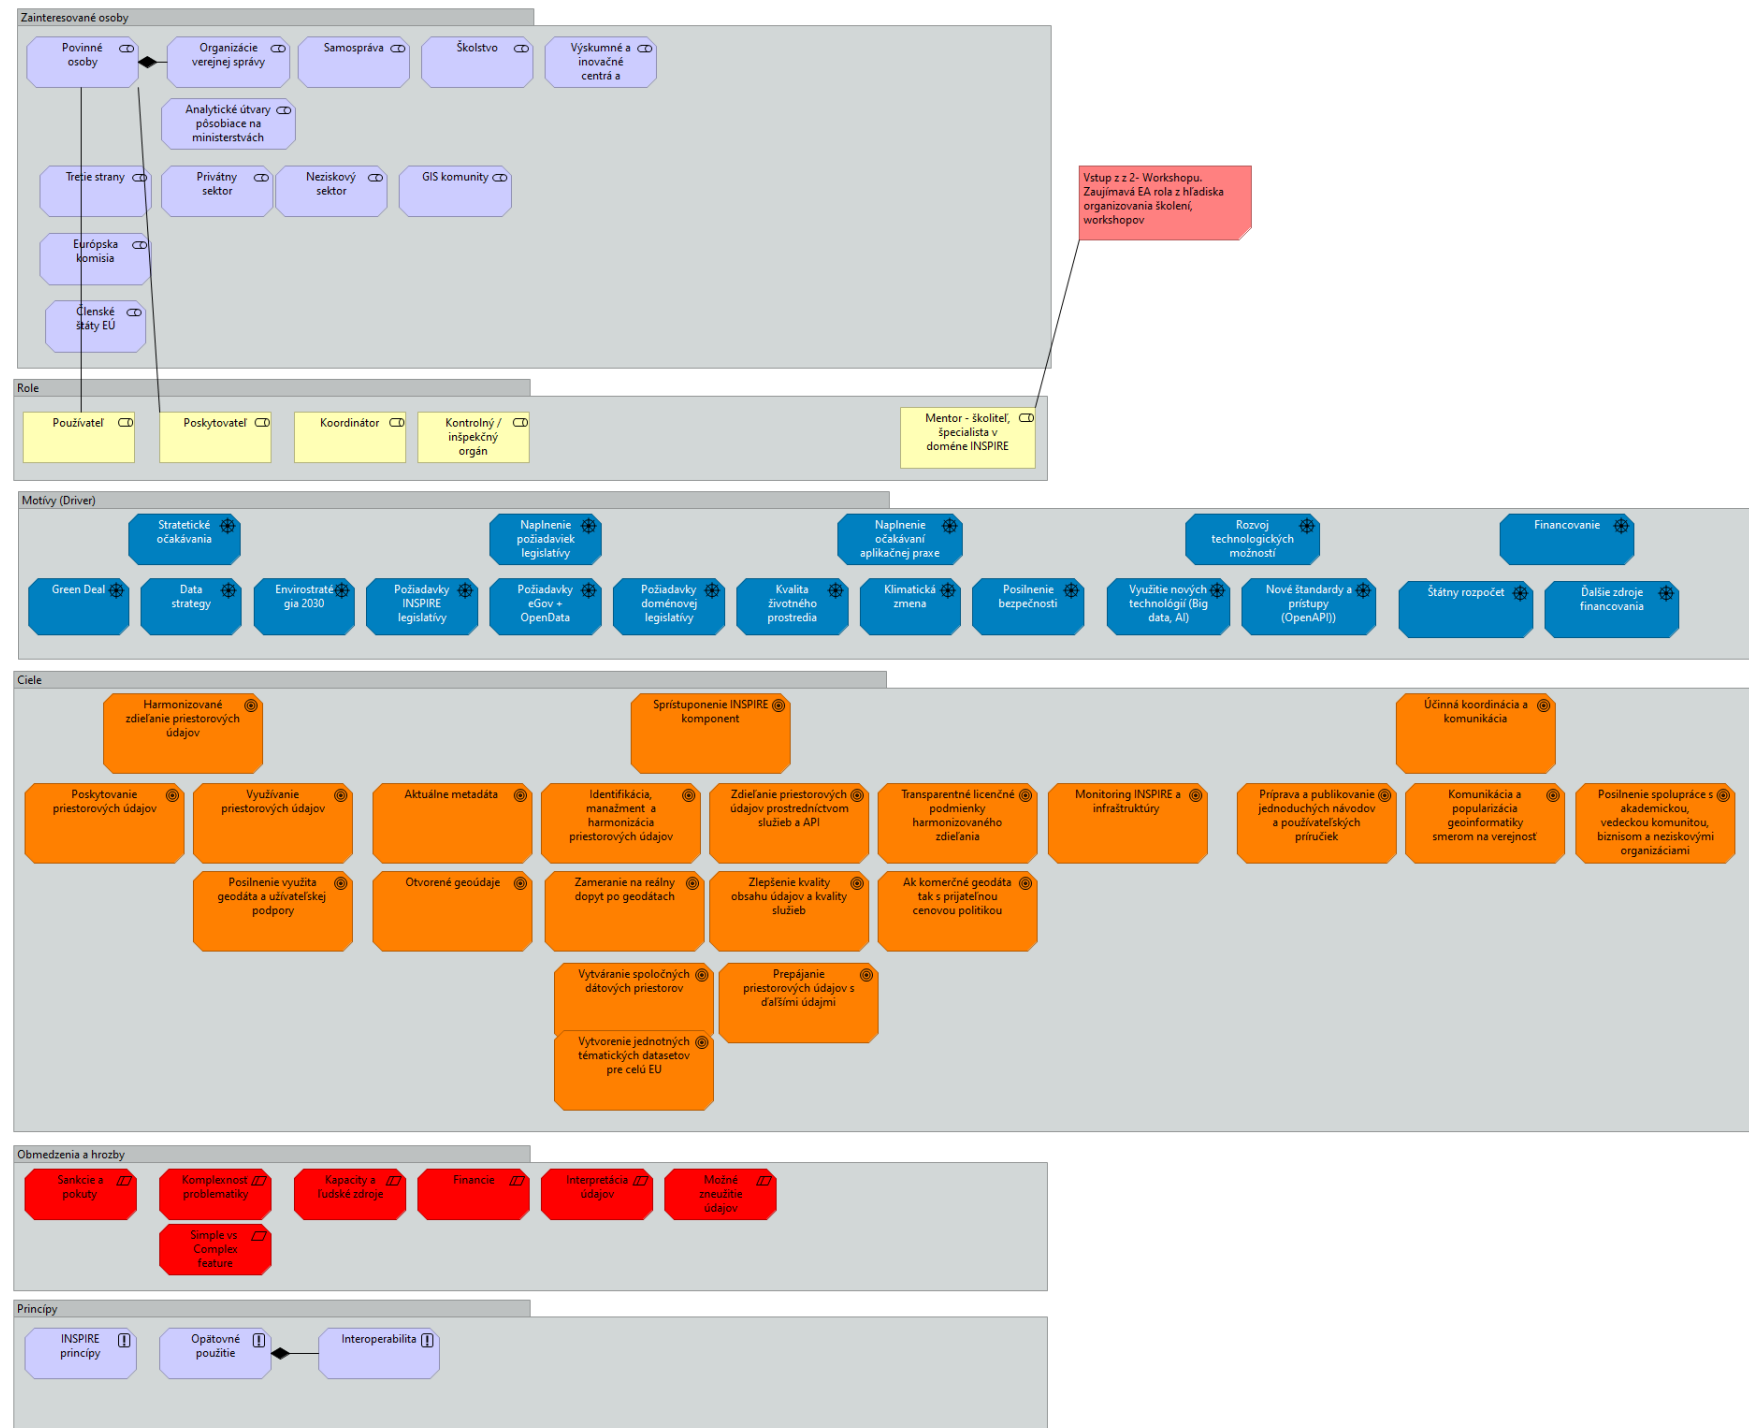 Zainteresované osoby
Povinné
osoby
Organizácie
verejnej správy
Samospráva
Školstvo
Výskumné a
inovačné
centrá a
Analytické útvary
pôsobiace na
ministerstvách
Tretie strany
Privátny
sektor
Neziskový
sektor
GIS komunity
Európska
komisia
Členské
štáty EÚ
Vstup z z 2- Workshopu.
Zaujímavá EA rola z hľadiska
organizovania školení,
workshopov
Role
Používateľ
Poskytovateľ
Koordinátor
Kontrolný /
inšpekčný
orgán
Mentor - školiteľ,
špecialista v
doméne INSPIRE
Motívy (Driver)
Stratetické
očakávania
Naplnenie
požiadaviek
legislatívy
Naplnenie
očakávaní
aplikačnej praxe
Rozvoj
technologických
možností
Financovanie
Green Deal
Data
strategy
Envirostraté
gia 2030
Požiadavky
INSPIRE
legislatívy
Požiadavky
eGov +
OpenData
Požiadavky
doménovej
legislatívy
Kvalita
životného
prostredia
Klimatická
zmena
Posilnenie
bezpečnosti
Využitie nových
technológií (Big
data, AI)
Nové štandardy a
prístupy
(OpenAPI))
Štátny rozpočet
Ďalšie zdroje
financovania
Ciele
Harmonizované
zdieľanie priestorových
údajov
Sprístuponenie INSPIRE
komponent
Účinná koordinácia a
komunikácia
Poskytovanie
priestorových údajov
Využívanie
priestorových údajov
Aktuálne metadáta
Identifikácia,
manažment  a
harmonizácia
priestorových údajov
Zdieľanie priestorových
údajov prostredníctvom
služieb a API
Transparentné licenčné
podmienky
harmonizovaného
zdieľania
Monitoring INSPIRE a
infraštruktúry
Príprava a publikovanie
jednoduchých návodov
a používateľských
príručiek
Komunikácia a
popularizácia
geoinformatiky
smerom na verejnosť
Posilnenie spolupráce s
akademickou,
vedeckou komunitou,
biznisom a neziskovými
organizáciami
Posilnenie využita
geodáta a užívateľskej
podpory
Otvorené geoúdaje
Zameranie na reálny
dopyt po geodátach
Zlepšenie kvality
obsahu údajov a kvality
služieb
Ak komerčné geodáta
tak s prijateľnou
cenovou politikou
Vytváranie spoločných
dátových priestorov
Prepájanie
priestorových údajov s
ďaľšími údajmi
Vytvorenie jednotných
tématických datasetov
pre celú EU
Obmedzenia a hrozby
Sankcie a
pokuty
Komplexnosť
problematiky
Kapacity a
ľudské zdroje
Financie
Interpretácia
údajov
Možné
zneužitie
údajov
Simple vs
Complex
feature
Princípy
INSPIRE
princípy
Opätovné
použitie
Interoperabilita